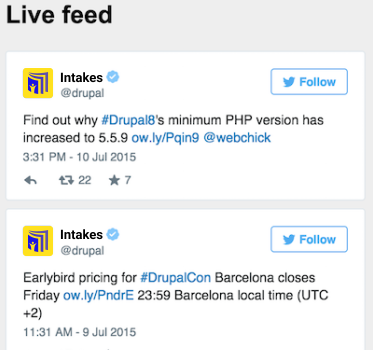 Live feed
Intakes
@drupal
Follow
Find out why #Drupal8's minimum PHP version has
increased to 5.5.9 ow.ly/Pqin9 @webchick
3:31 PM - 10 Jul 2015
22 7
Intakes
@drupal
Follow
Earlybird pricing for #DrupalCon Barcelona closes
Friday ow.ly/PndrE 23:59 Barcelona local time (UTC
+2)
11:31 AM - 9 Jul 2015